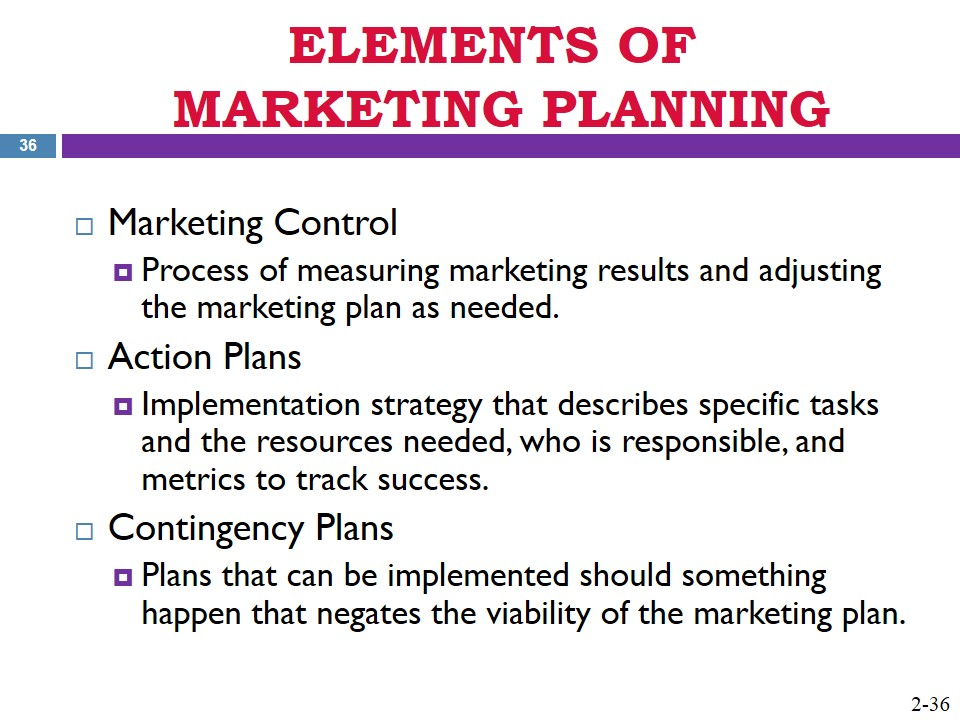 ELEMENTS OF
MARKETING PLANNING
36
Marketing Control
Process of measuring marketing results and adjusting
the marketing plan as needed.
Action Plans
Implementation strategy that describes specific tasks
and the resources needed, who is responsible, and
metrics to track success.
Contingency Plans
Plans that can be implemented should something
happen that negates the viability of the marketing plan.
2-36